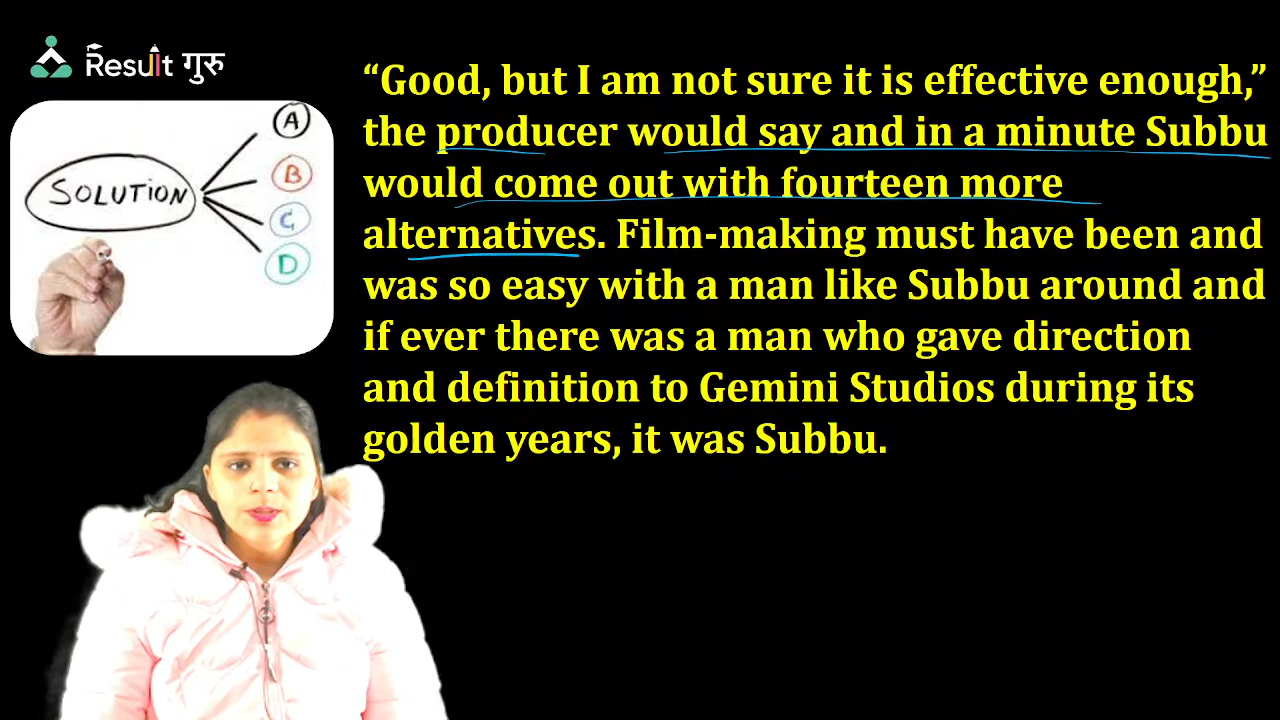 Result गुरु
SOLUTION
A
B
C
D
“Good, but I am not sure it is effective enough,”
the producer would say and in a minute Subbu
would come out with fourteen more
alternatives. Film-making must have been and
was so easy with a man like Subbu around and
if ever there was a man who gave direction
and definition to Gemini Studios during its
golden years, it was Subbu.